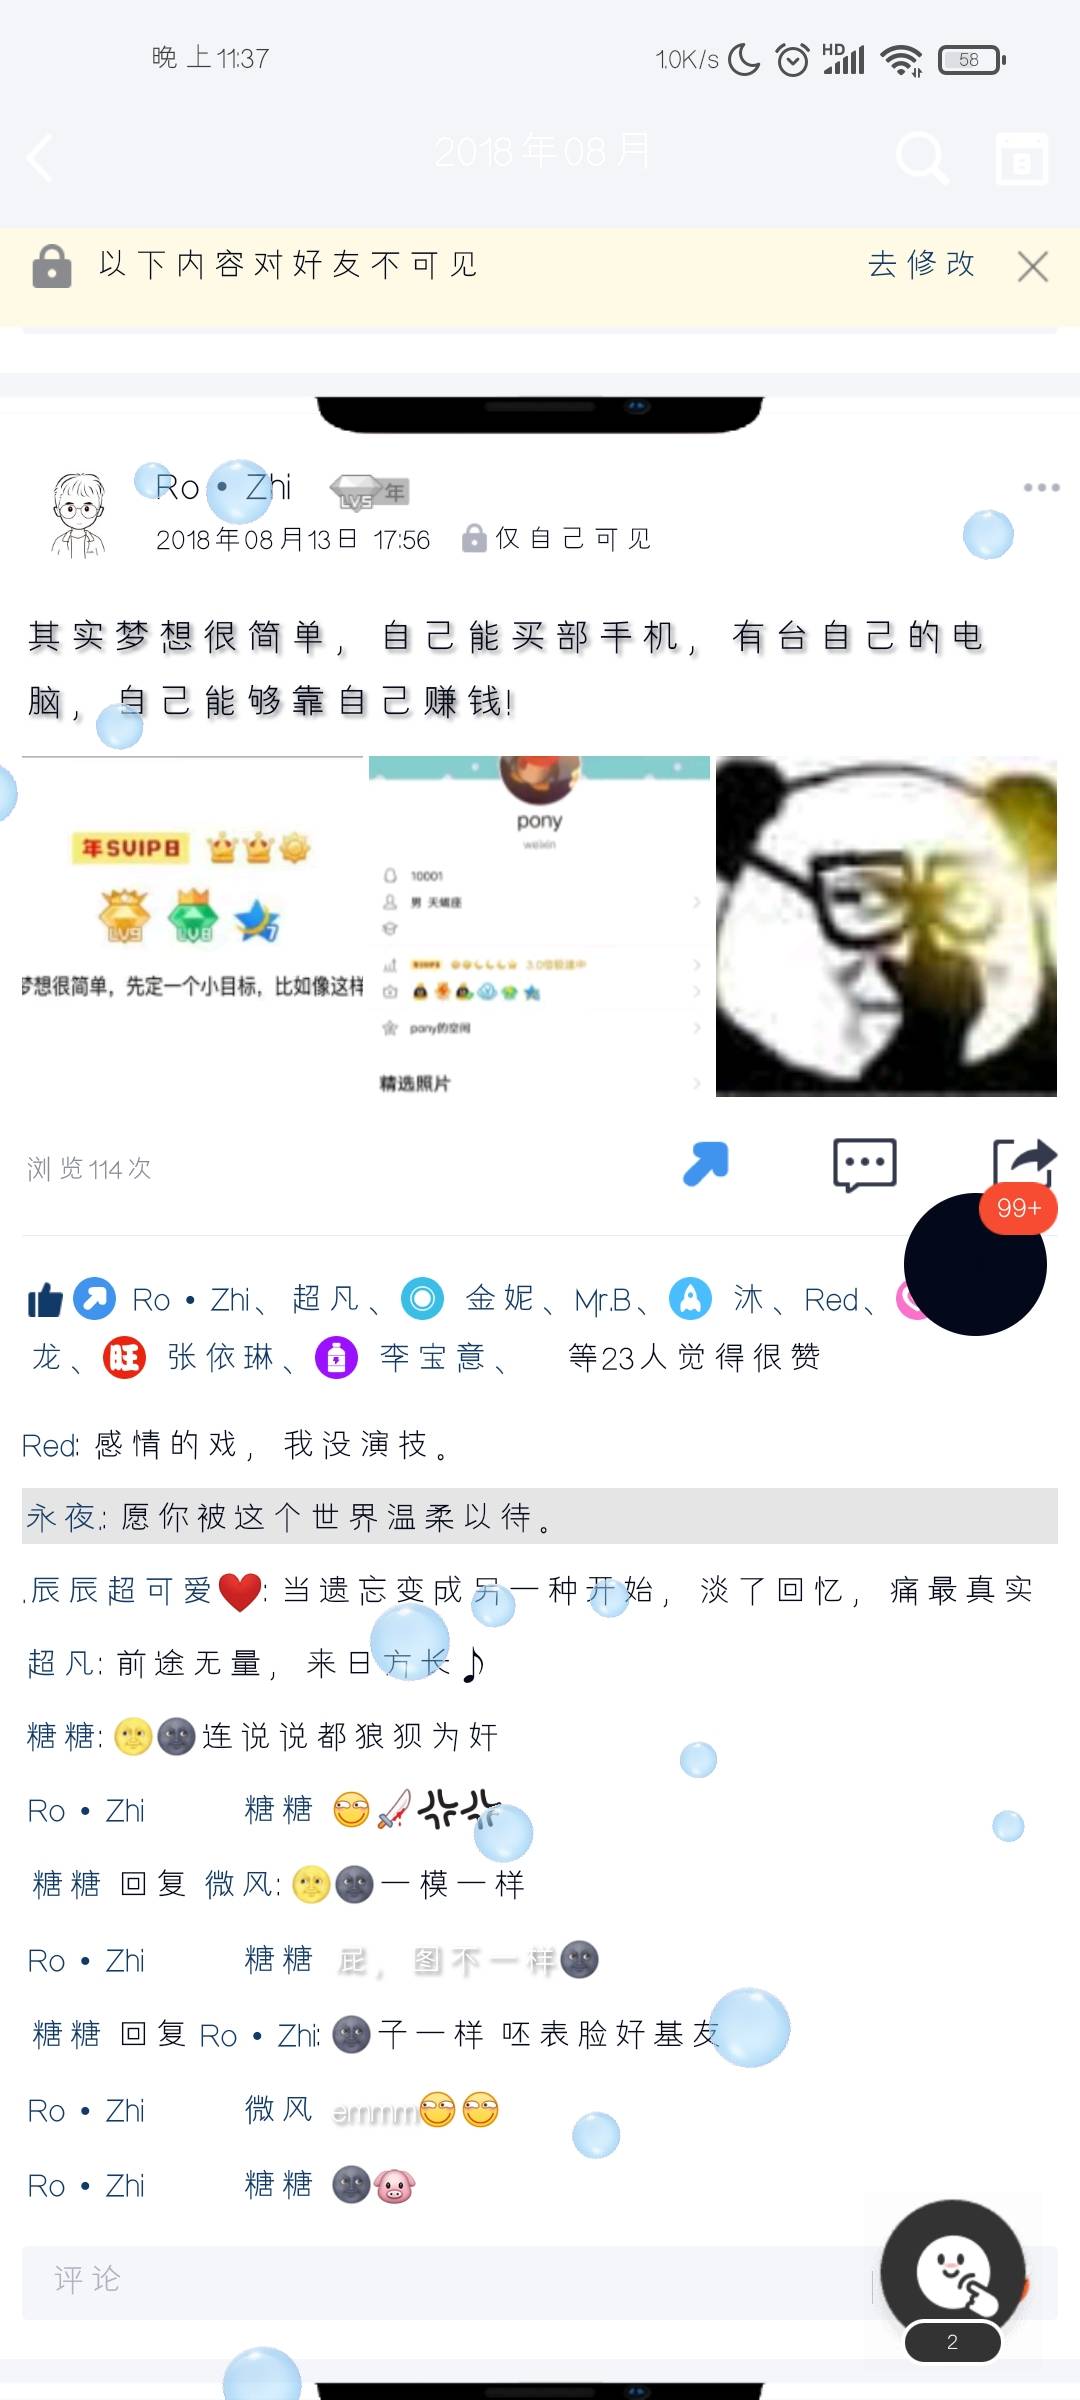 晚上11:37
1.0K/s HD 58
2018年08月
以下内容对好友不可见 去修改
Ro • Zhi LV5 年
2018年08月13日 17:56 仅自己可见
其实梦想很简单，自己能买部手机，有台自己的电
脑，自己能够靠自己赚钱!
年SVIP8
LV9 LV8 7
梦想很简单，先定一个小目标，比如像这样
pony
weixin
10001
男 天蝎座
3.0倍极速中
pony的空间
精选照片
浏览114次
99+
Ro • Zhi、超凡、金妮、Mr.B、沐、Red、
龙、旺 张依琳、李宝意、 等23人觉得很赞
Red: 感情的戏，我没演技。
永夜.: 愿你被这个世界温柔以待。
.辰辰超可爱❤: 当遗忘变成另一种开始，淡了回忆，痛最真实
超凡: 前途无量，来日方长♪
糖糖: 🌝🌚连说说都狼狈为奸
Ro • Zhi 糖糖
糖糖 回复 微风: 🌝🌚一模一样
Ro • Zhi 糖糖 屁，图不一样🌚
糖糖 回复 Ro • Zhi: 🌚子一样 呸表脸好基友
Ro • Zhi 微风 emmm
Ro • Zhi 糖糖 🌚🐷
评论
2